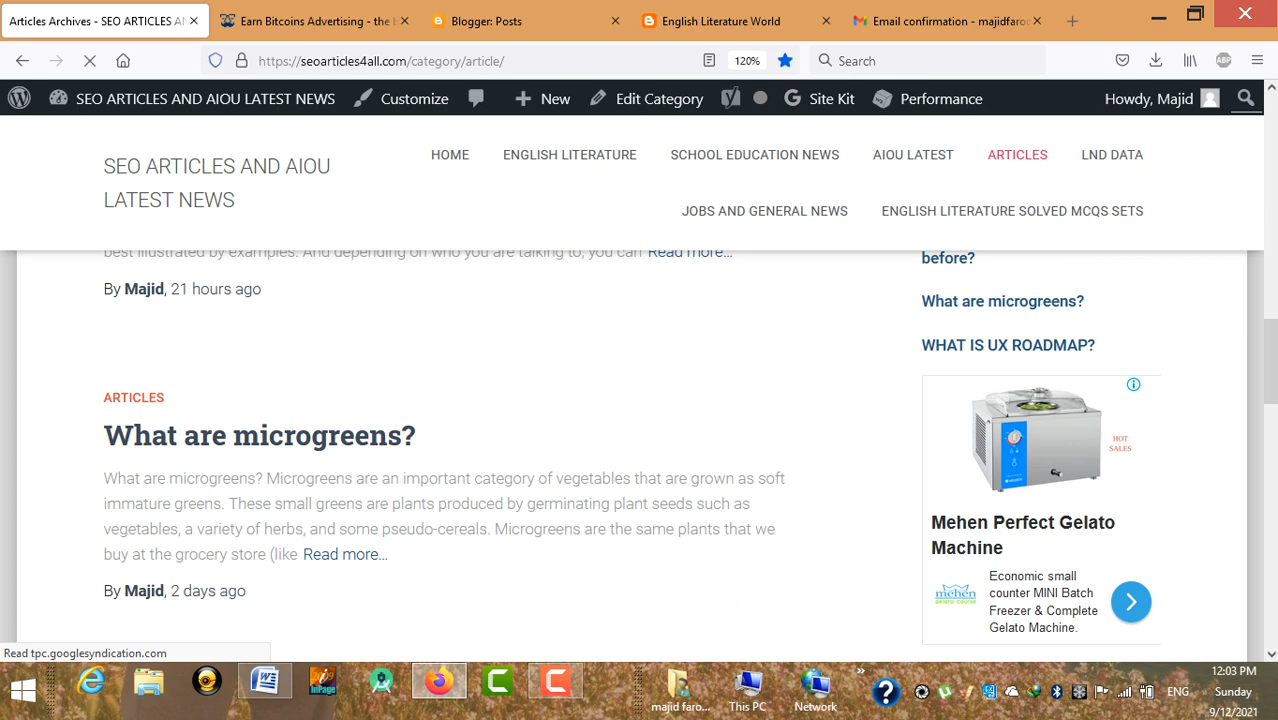 Articles Archives - SEO ARTICLES AN
Earn Bitcoins Advertising - the b
Blogger: Posts
English Literature World
Email confirmation - majidfaroo
https://seoarticles4all.com/category/article/
120%
Search
ABP
SEO ARTICLES AND AIOU LATEST NEWS
Customize
New
Edit Category
Site Kit
Performance
Howdy, Majid
SEO ARTICLES AND AIOU
LATEST NEWS
HOME
ENGLISH LITERATURE
SCHOOL EDUCATION NEWS
AIOU LATEST
ARTICLES
LND DATA
JOBS AND GENERAL NEWS
ENGLISH LITERATURE SOLVED MCQS SETS
best illustrated by examples. And depending on who you are talking to, you can Read more...
By Majid, 21 hours ago
ARTICLES
What are microgreens?
What are microgreens? Microgreens are an important category of vegetables that are grown as soft
immature greens. These small greens are plants produced by germinating plant seeds such as
vegetables, a variety of herbs, and some pseudo-cereals. Microgreens are the same plants that we
buy at the grocery store (like Read more...
By Majid, 2 days ago
before?
What are microgreens?
WHAT IS UX ROADMAP?
HOT
SALES
Mehen Perfect Gelato
Machine
mehen
Economic small
counter MINI Batch
Freezer & Complete
Gelato Machine.
Read tpc.googlesyndication.com
InPage
majid faro...
This PC
Network
ENG
12:03 PM
Sunday
9/12/2021